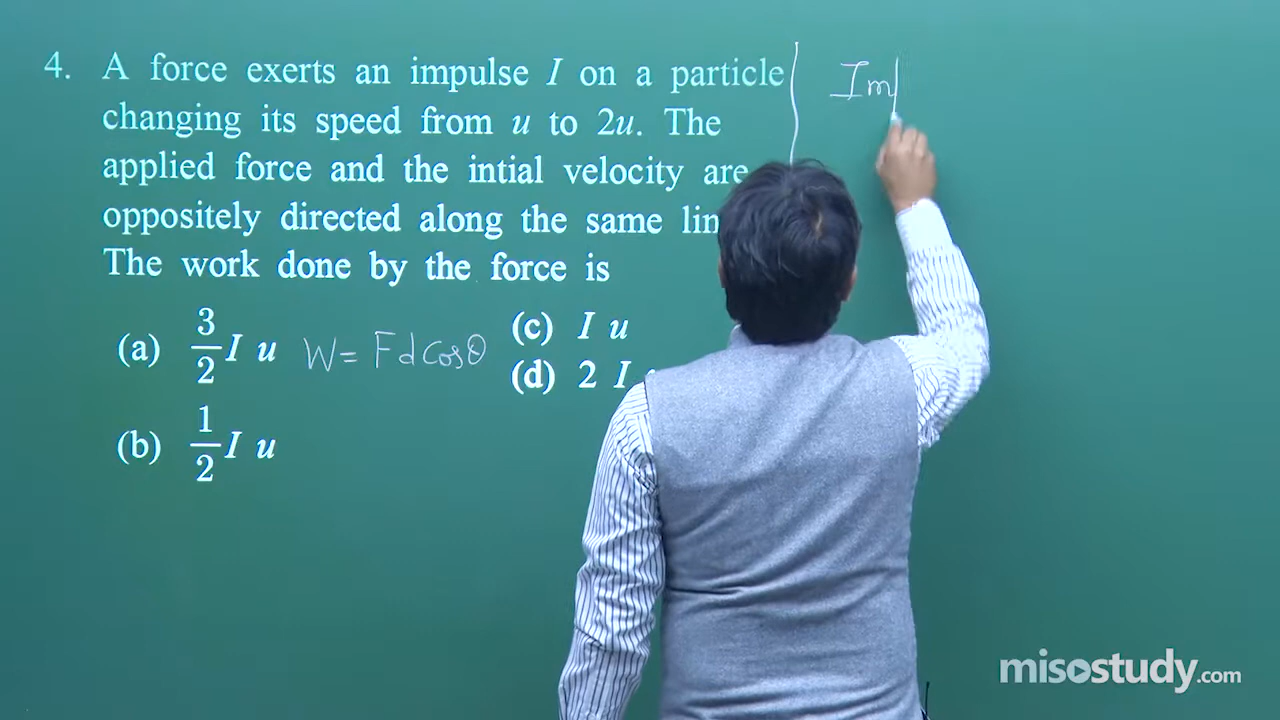 4. A force exerts an impulse I on a particle
changing its speed from u to 2u. The
applied force and the intial velocity are
oppositely directed along the same lin
The work done by the force is
(a) 3/2 I u
W = Fd cosθ
(c) I u
(d) 2 I
(b) 1/2 I u
Im
misostudy.com